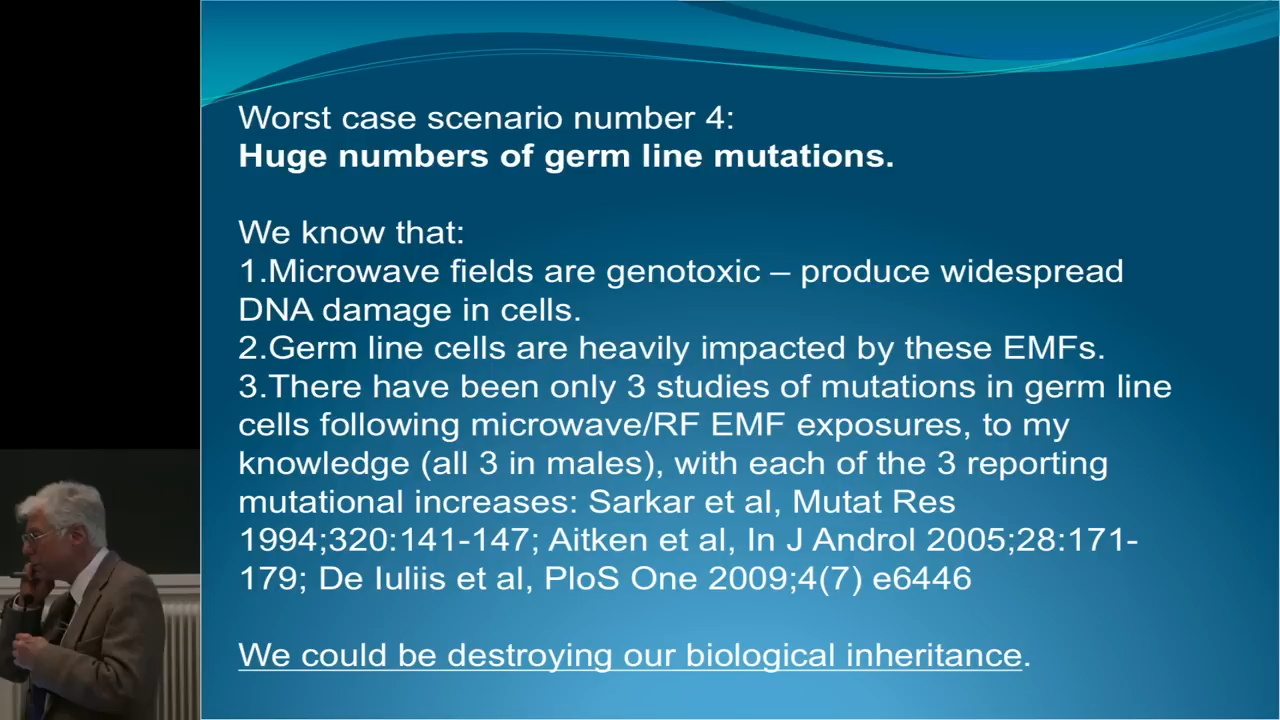 Worst case scenario number 4:
Huge numbers of germ line mutations.
We know that:
1.Microwave fields are genotoxic – produce widespread
DNA damage in cells.
2.Germ line cells are heavily impacted by these EMFs.
3.There have been only 3 studies of mutations in germ line
cells following microwave/RF EMF exposures, to my
knowledge (all 3 in males), with each of the 3 reporting
mutational increases: Sarkar et al, Mutat Res
1994;320:141-147; Aitken et al, In J Androl 2005;28:171-
179; De Iuliis et al, PloS One 2009;4(7) e6446
We could be destroying our biological inheritance.